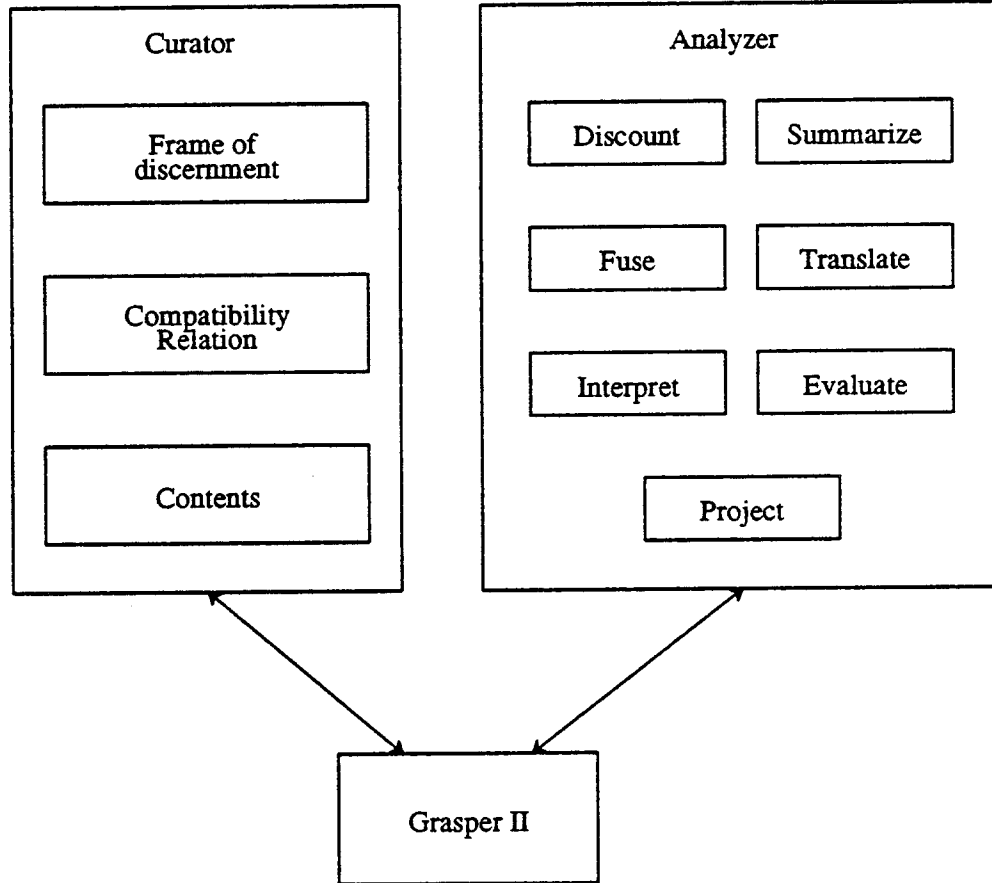 Curator
Frame of
discernment
Compatibility
Relation
Contents
Analyzer
Discount
Summarize
Fuse
Translate
Interpret
Evaluate
Project
Grasper II